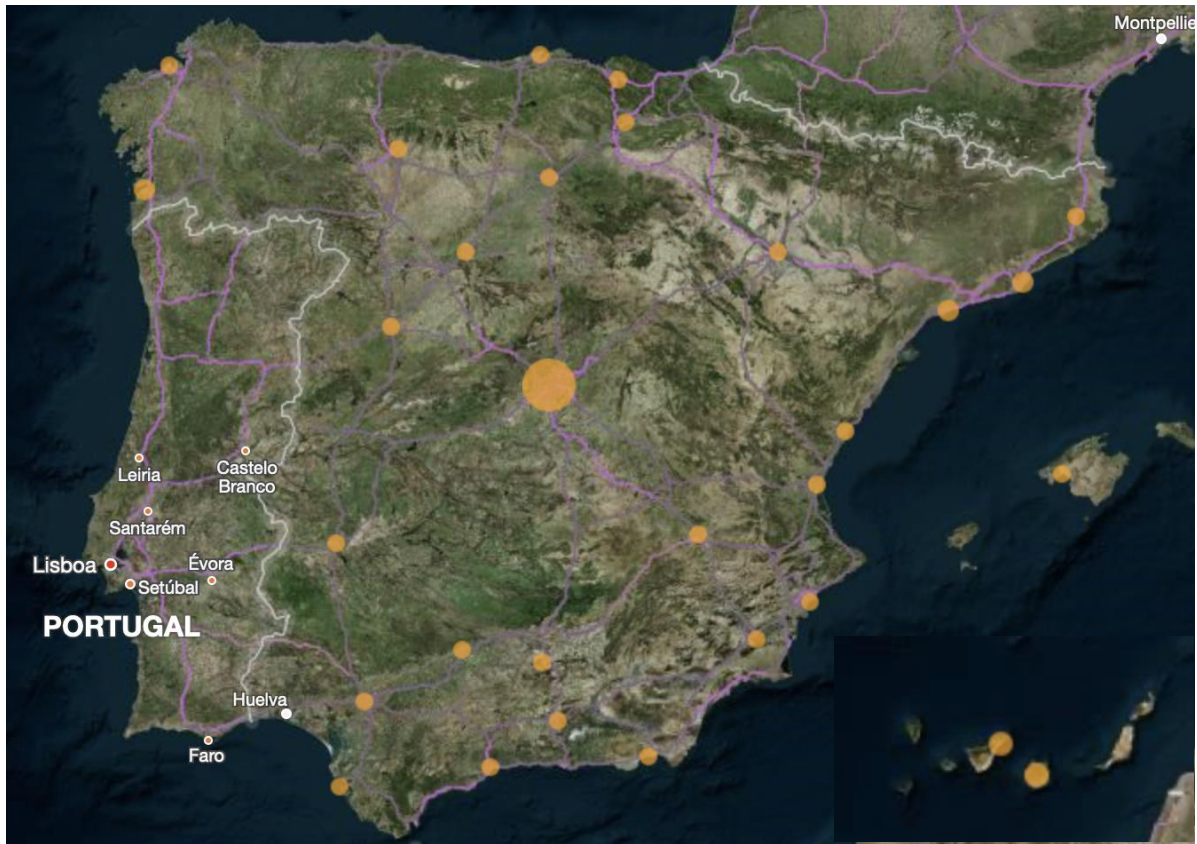 Montpellie
Leiria
Castelo
Branco
Santarém
Lisboa
Évora
Setúbal
PORTUGAL
Huelva
Faro